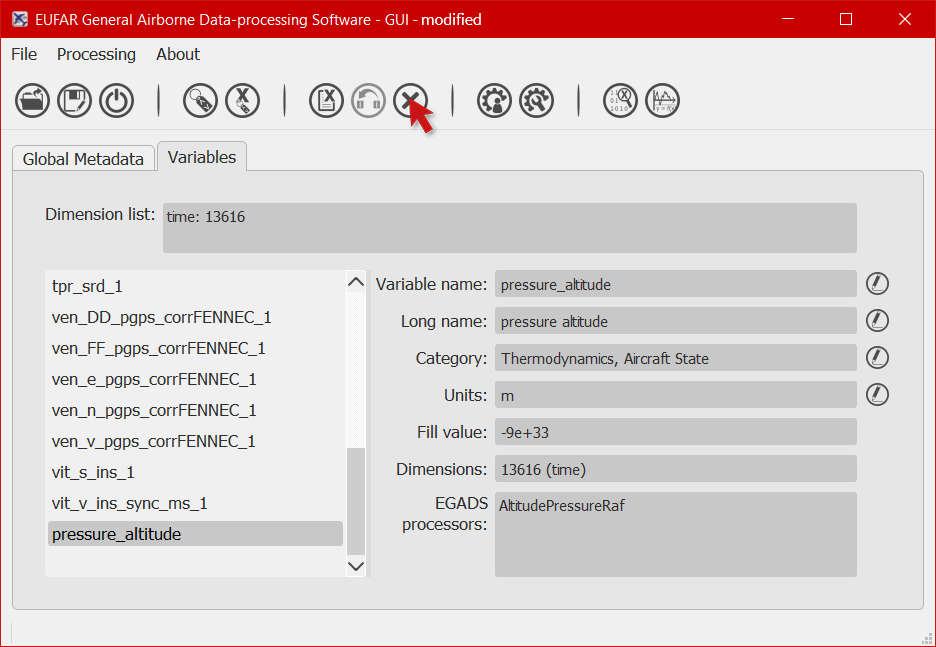 EUFAR General Airborne Data-processing Software - GUI - modified
File Processing About
Global Metadata Variables
Dimension list: time: 13616
tpr_srd_1
ven_DD_pgps_corrFENNEC_1
ven_FF_pgps_corrFENNEC_1
ven_e_pgps_corrFENNEC_1
ven_n_pgps_corrFENNEC_1
ven_v_pgps_corrFENNEC_1
vit_s_ins_1
vit_v_ins_sync_ms_1
pressure_altitude
Variable name: pressure_altitude
Long name: pressure altitude
Category: Thermodynamics, Aircraft State
Units: m
Fill value: -9e+33
Dimensions: 13616 (time)
EGADS processors: AltitudePressureRaf